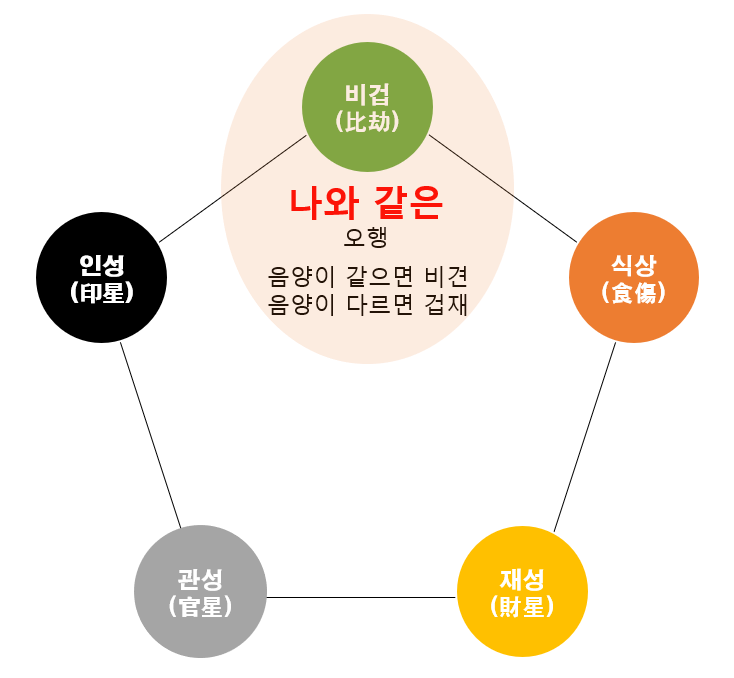 비겁
(比劫)
나와 같은
오행
음양이 같으면 비견
음양이 다르면 겁재
인성
(印星)
식상
(食傷)
관성
(官星)
재성
(財星)